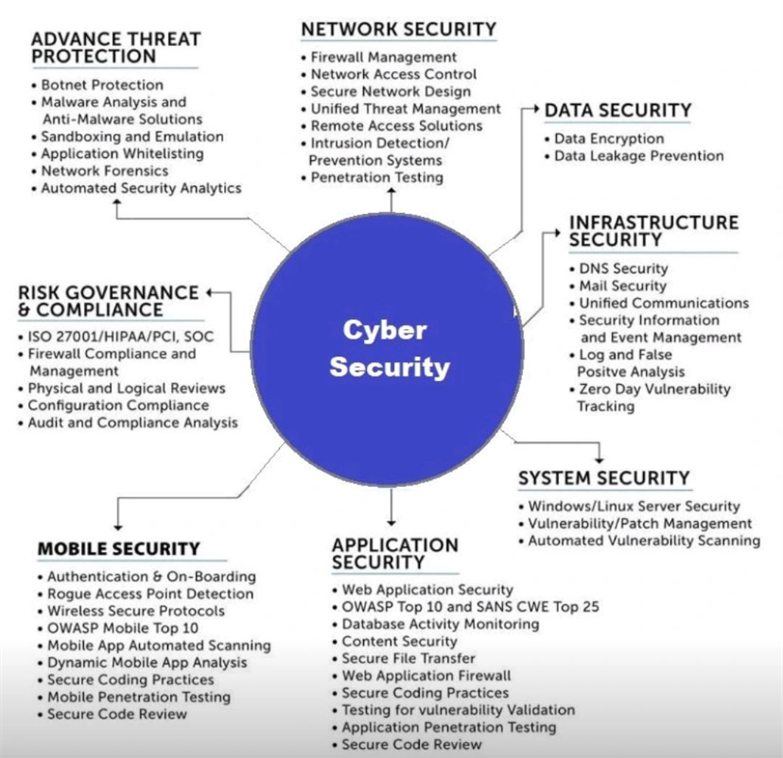 ADVANCE THREAT
PROTECTION
• Botnet Protection
• Malware Analysis and
Anti-Malware Solutions
• Sandboxing and Emulation
• Application Whitelisting
• Network Forensics
• Automated Security Analytics
NETWORK SECURITY
• Firewall Management
• Network Access Control
• Secure Network Design
• Unified Threat Management
• Remote Access Solutions
• Intrusion Detection/
Prevention Systems
• Penetration Testing
DATA SECURITY
• Data Encryption
• Data Leakage Prevention
INFRASTRUCTURE
SECURITY
• DNS Security
• Mail Security
• Unified Communications
• Security Information
and Event Management
• Log and False
Positve Analysis
• Zero Day Vulnerability
Tracking
RISK GOVERNANCE
& COMPLIANCE
• ISO 27001/HIPAA/PCI, SOC
• Firewall Compliance and
Management
• Physical and Logical Reviews
• Configuration Compliance
• Audit and Compliance Analysis
Cyber
Security
SYSTEM SECURITY
• Windows/Linux Server Security
• Vulnerability/Patch Management
• Automated Vulnerability Scanning
MOBILE SECURITY
• Authentication & On-Boarding
• Rogue Access Point Detection
• Wireless Secure Protocols
• OWASP Mobile Top 10
• Mobile App Automated Scanning
• Dynamic Mobile App Analysis
• Secure Coding Practices
• Mobile Penetration Testing
• Secure Code Review
APPLICATION
SECURITY
• Web Application Security
• OWASP Top 10 and SANS CWE Top 25
• Database Activity Monitoring
• Content Security
• Secure File Transfer
• Web Application Firewall
• Secure Coding Practices
• Testing for vulnerability Validation
• Application Penetration Testing
• Secure Code Review